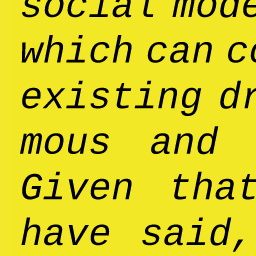 social mode
which can co
existing dr
mous and
Given that
have said,